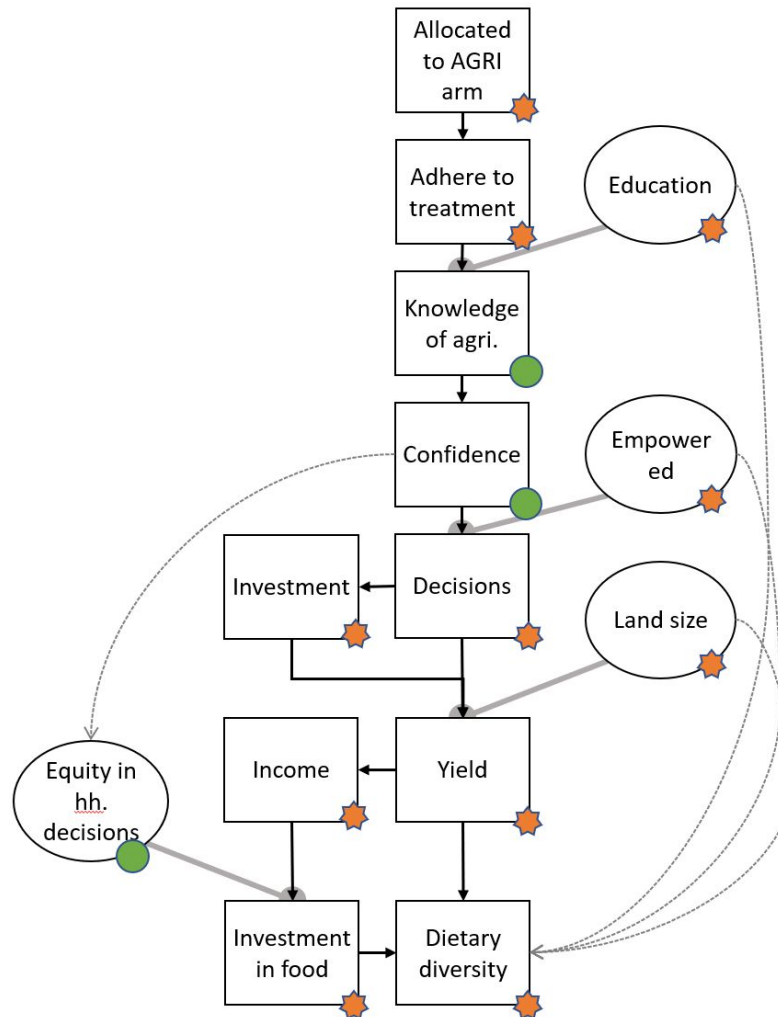 Allocated
to AGRI
arm
Adhere to
treatment
Education
Knowledge
of agri.
Confidence
Empower
ed
Investment
Decisions
Land size
Equity in
hh.
decisions
Income
Yield
Investment
in food
Dietary
diversity